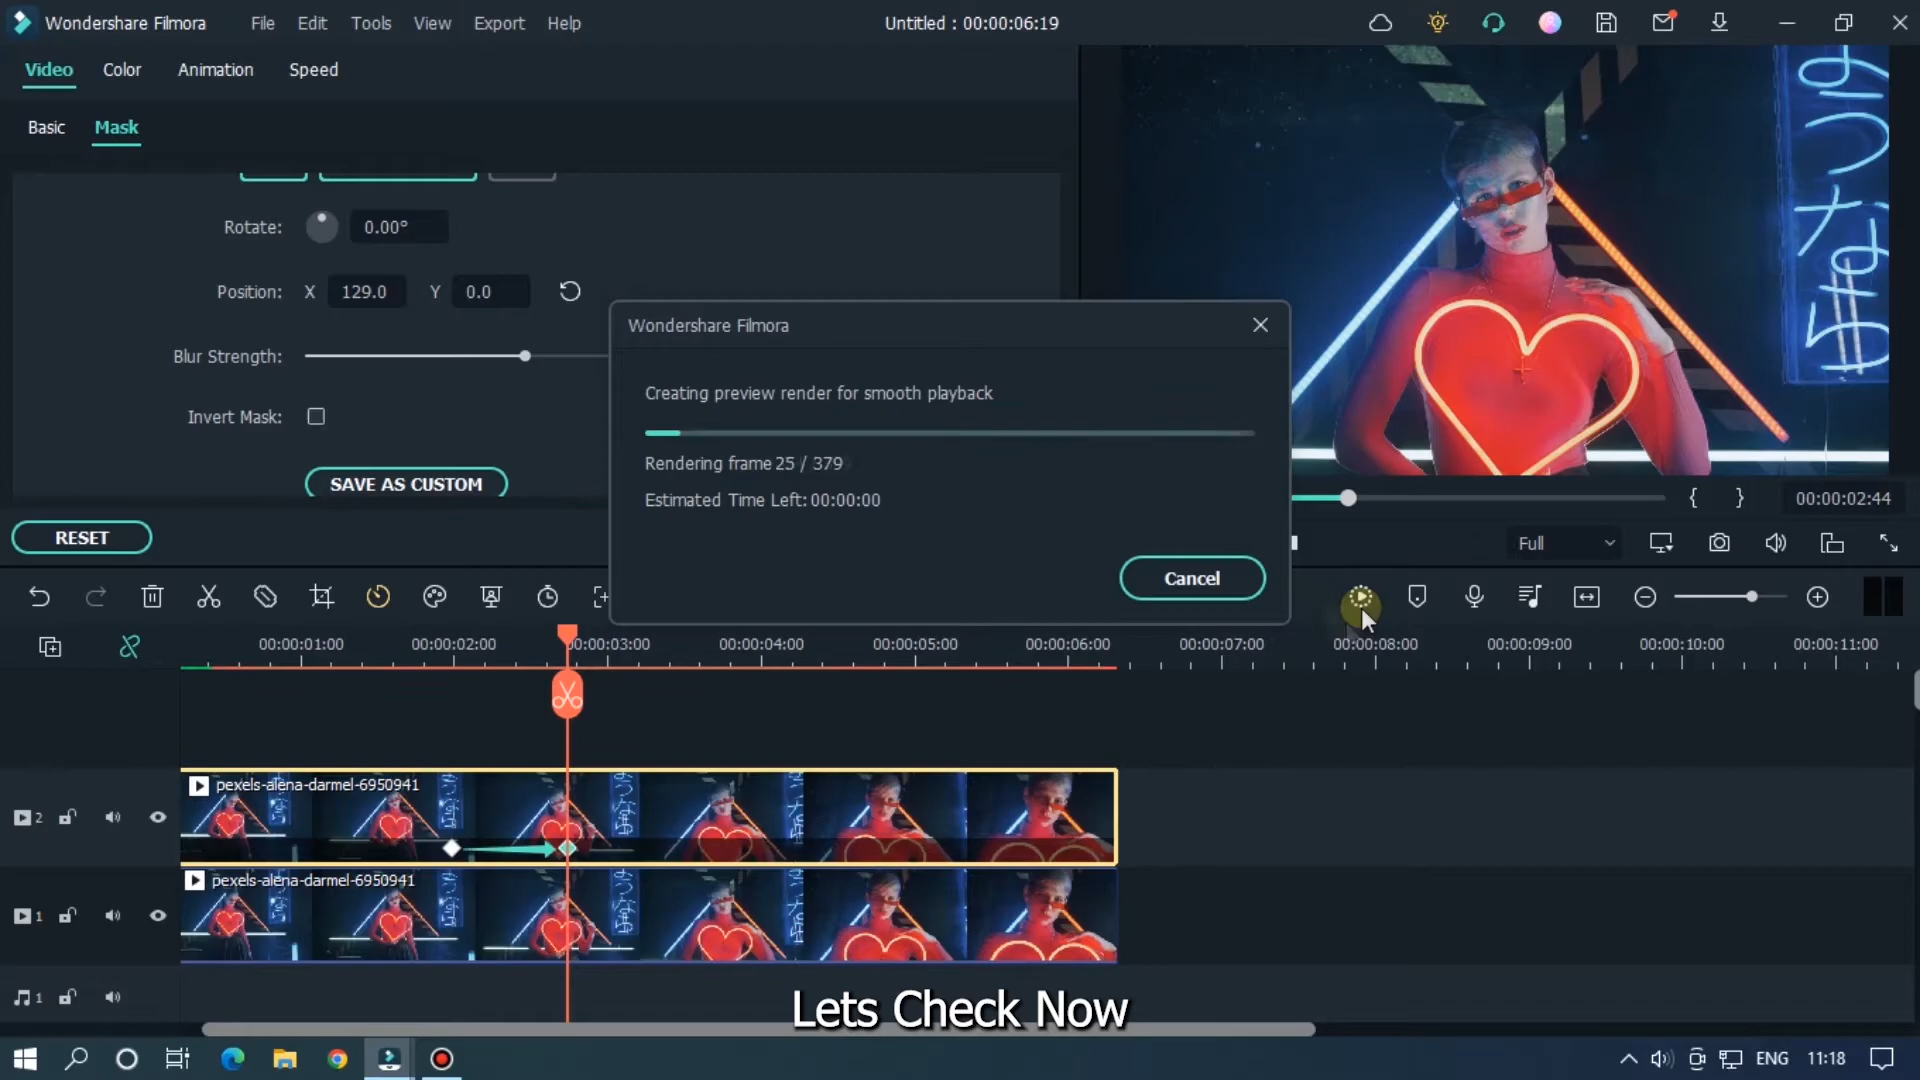 Wondershare Filmora
File Edit Tools View Export Help
Untitled : 00:00:06:19
Video Color Animation Speed
Basic Mask
Rotate: 0.00°
Position: X 129.0 Y 0.0
Blur Strength:
Invert Mask:
SAVE AS CUSTOM
RESET
Wondershare Filmora
Creating preview render for smooth playback
Rendering frame 25 / 379
Estimated Time Left: 00:00:00
Cancel
{ } 00:00:02:44
Full
00:00:01:00 00:00:02:00 00:00:03:00 00:00:04:00 00:00:05:00 00:00:06:00 00:00:07:00 00:00:08:00 00:00:09:00 00:00:10:00 00:00:11:00
pexels-alena-darmel-6950941
2
pexels-alena-darmel-6950941
1
1
Lets Check Now
ENG 11:18